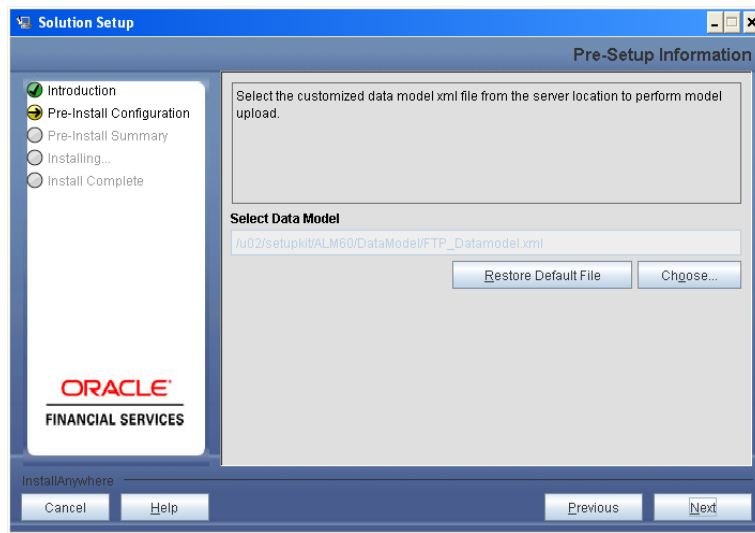 Solution Setup
Pre-Setup Information
Introduction
Pre-Install Configuration
Pre-Install Summary
Installing...
Install Complete
ORACLE
FINANCIAL SERVICES
Select the customized data model xml file from the server location to perform model
upload.
Select Data Model
/u02/setupkit/ALM60/DataModel/FTP_Datamodel.xml
Restore Default File
Choose...
InstallAnywhere
Cancel
Help
Previous
Next